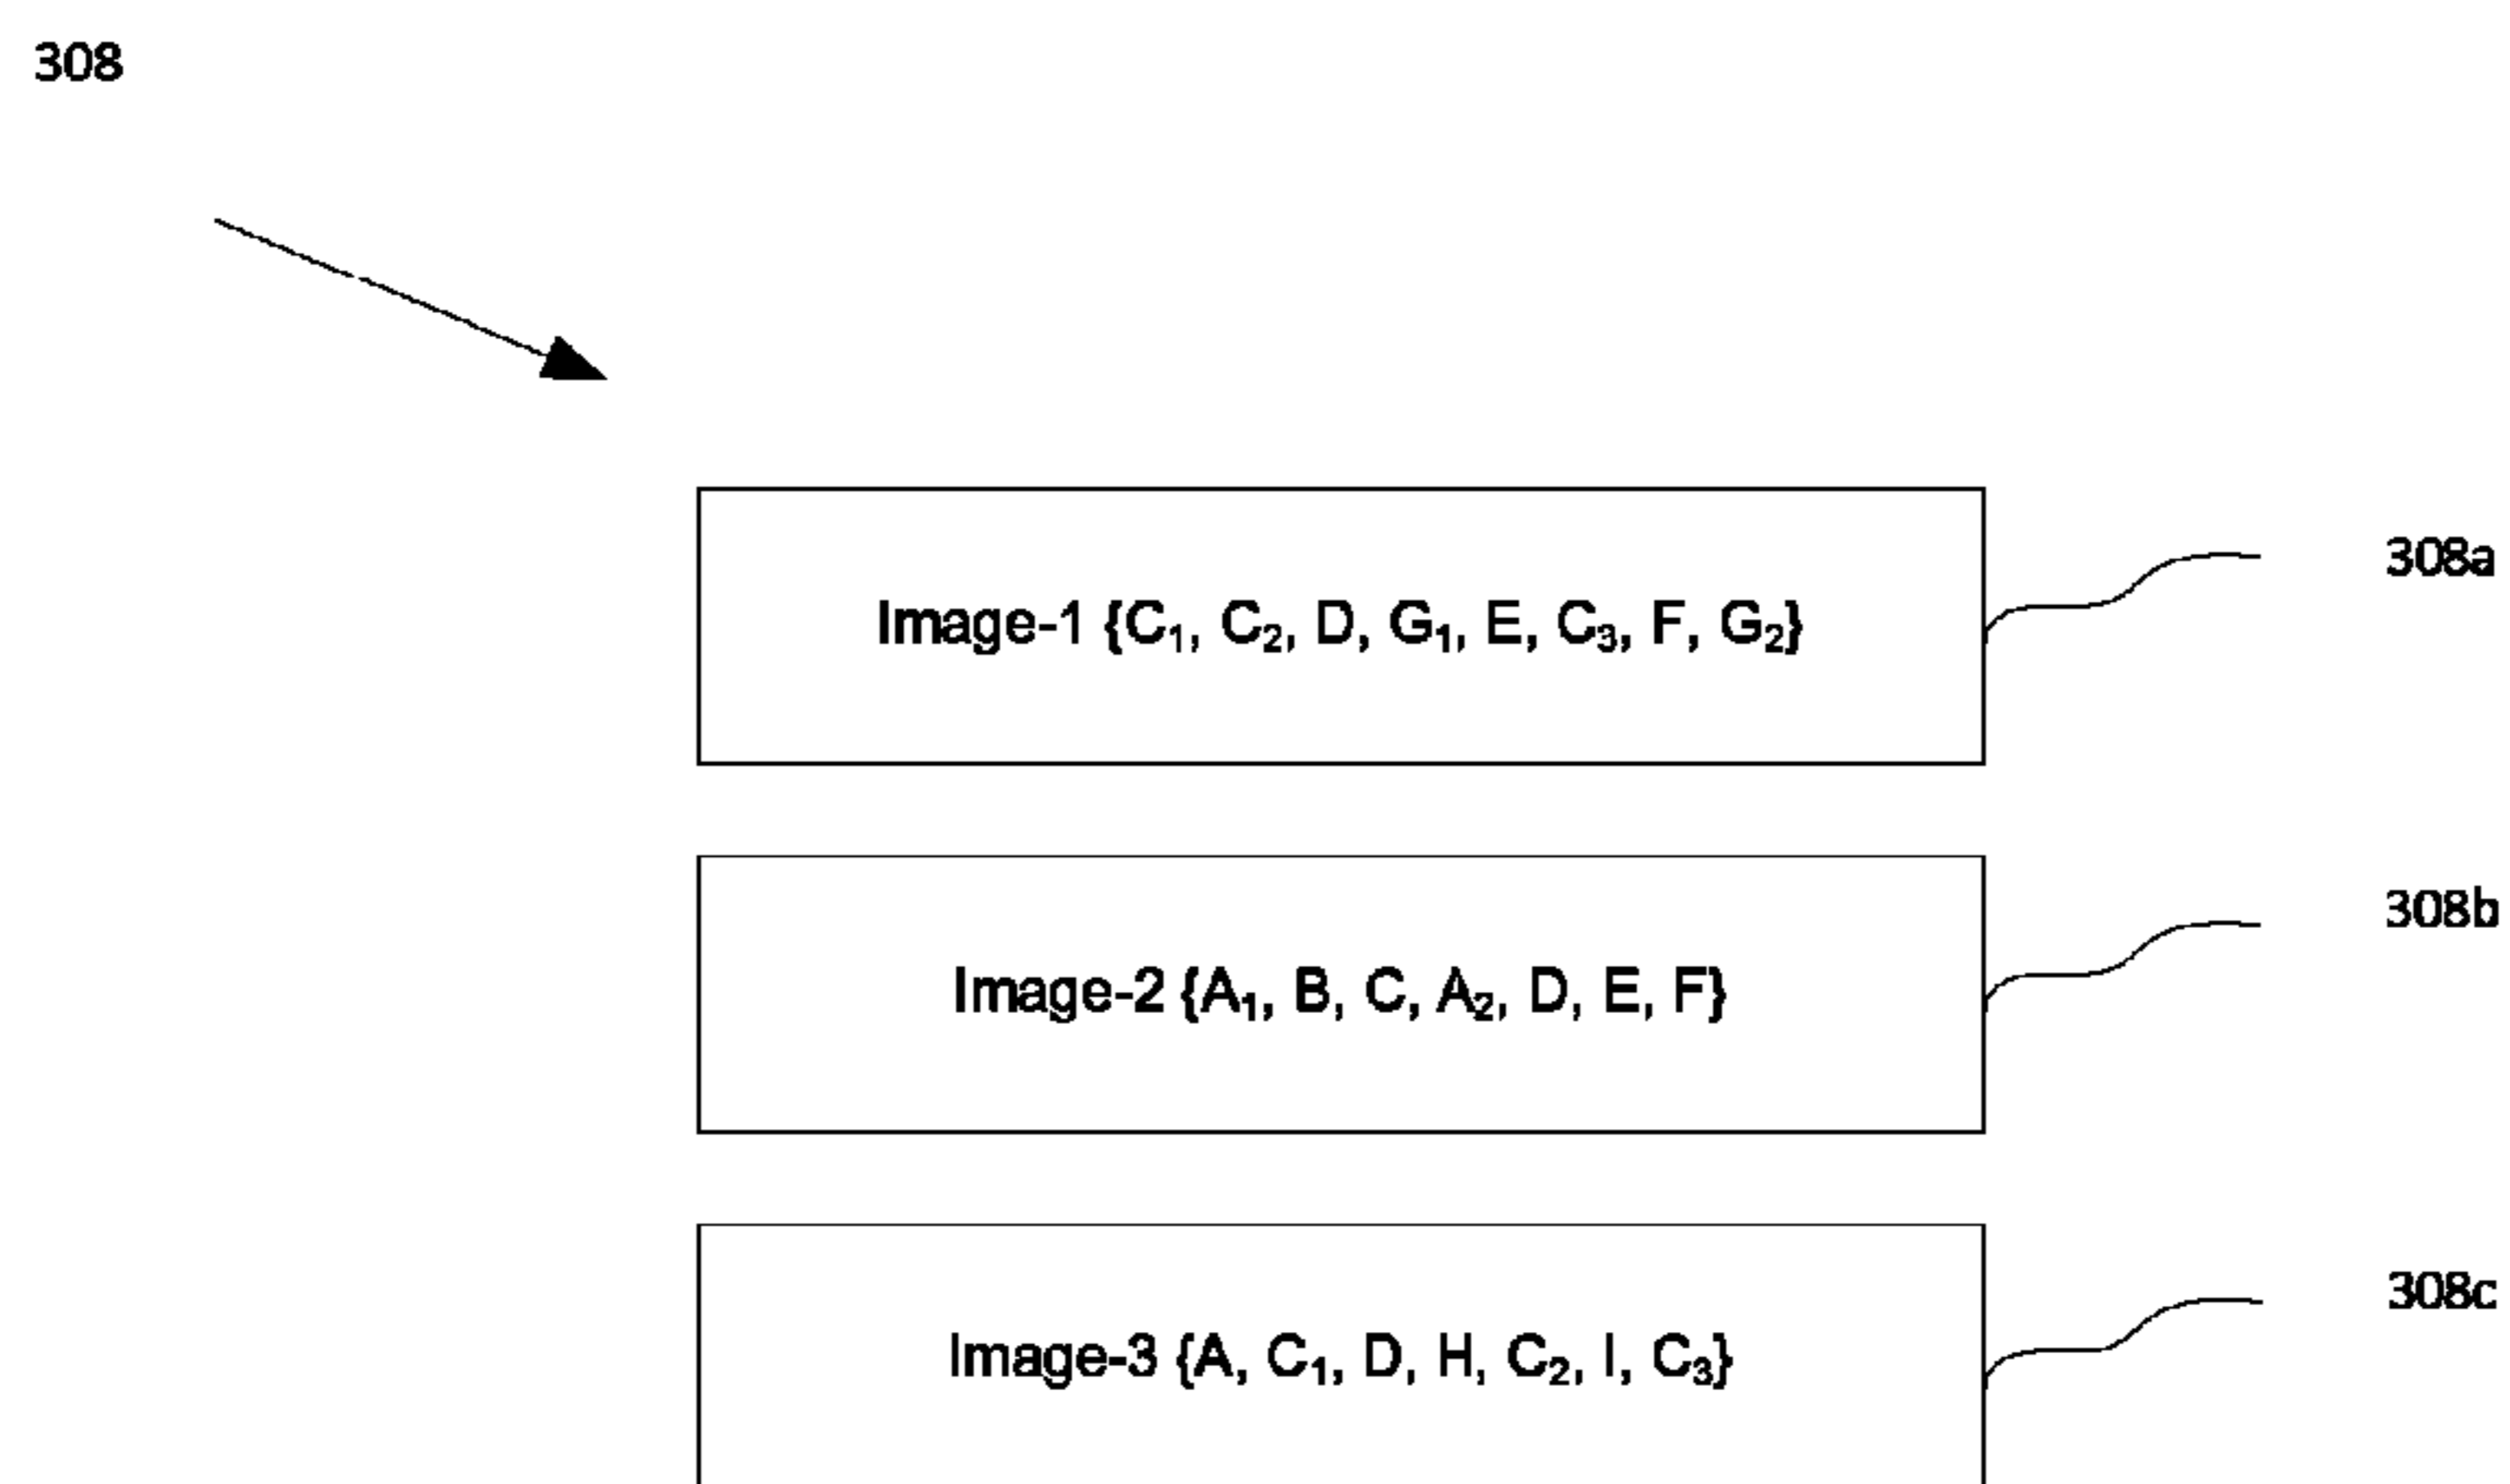 308
Image-1 {C₁, C₂, D, G₁, E, C₃, F, G₂}
308a
Image-2 {A₁, B, C, A₂, D, E, F}
308b
Image-3 {A, C₁, D, H, C₂, I, C₃}
308c